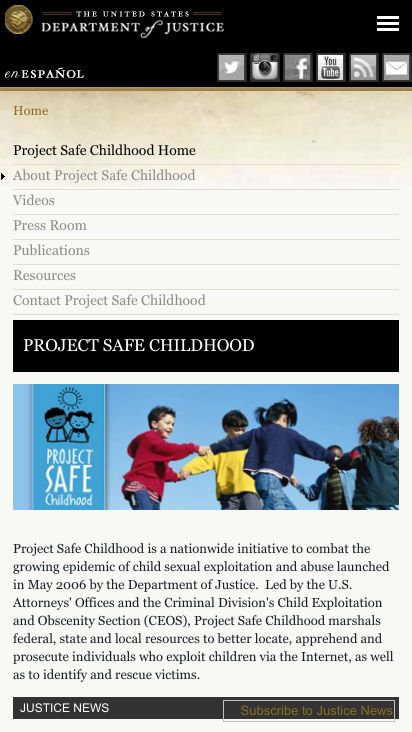 THE UNITED STATES
DEPARTMENT of JUSTICE
en ESPAÑOL
You
Tube
Home
Project Safe Childhood Home
About Project Safe Childhood
Videos
Press Room
Publications
Resources
Contact Project Safe Childhood
PROJECT SAFE CHILDHOOD
PROJECT
SAFE
Childhood
Project Safe Childhood is a nationwide initiative to combat the
growing epidemic of child sexual exploitation and abuse launched
in May 2006 by the Department of Justice.  Led by the U.S.
Attorneys' Offices and the Criminal Division's Child Exploitation
and Obscenity Section (CEOS), Project Safe Childhood marshals
federal, state and local resources to better locate, apprehend and
prosecute individuals who exploit children via the Internet, as well
as to identify and rescue victims.
JUSTICE NEWS
Subscribe to Justice News